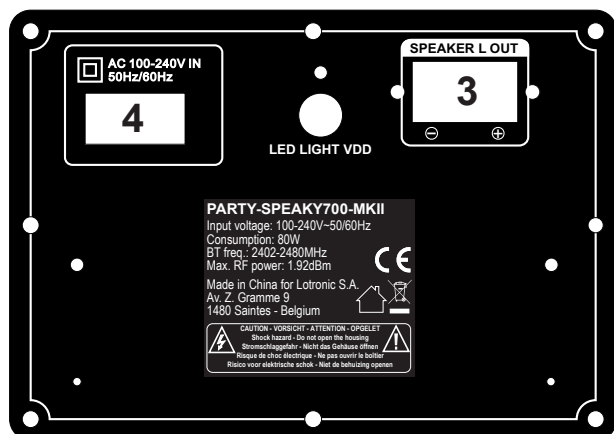 AC 100-240V IN
50Hz/60Hz
4
SPEAKER L OUT
3
⊖ ⊕
LED LIGHT VDD
PARTY-SPEAKY700-MKII
Input voltage: 100-240V~50/60Hz
Consumption: 80W
BT freq.: 2402-2480MHz
Max. RF power: 1.92dBm
CE
Made in China for Lotronic S.A.
Av. Z. Gramme 9
1480 Saintes - Belgium
CAUTION - VORSICHT - ATTENTION - OPGELET
Shock hazard - Do not open the housing
Stromschlaggefahr - Nicht das Gehäuse öffnen
Risque de choc électrique - Ne pas ouvrir le boîtier
Risico voor elektrische schok - Niet de behuizing openen